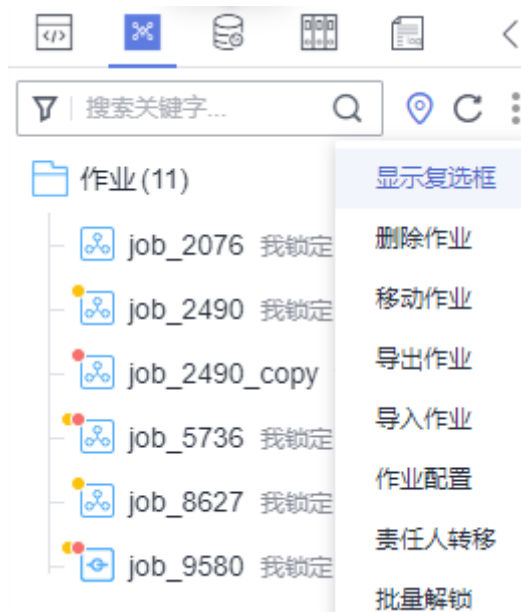 </>
log
搜索关键字...
作业 (11)
显示复选框
job_2076 我锁定
删除作业
job_2490 我锁定
移动作业
job_2490_copy
导出作业
job_5736 我锁定
导入作业
job_8627 我锁定
作业配置
job_9580 我锁定
责任人转移
批量解锁